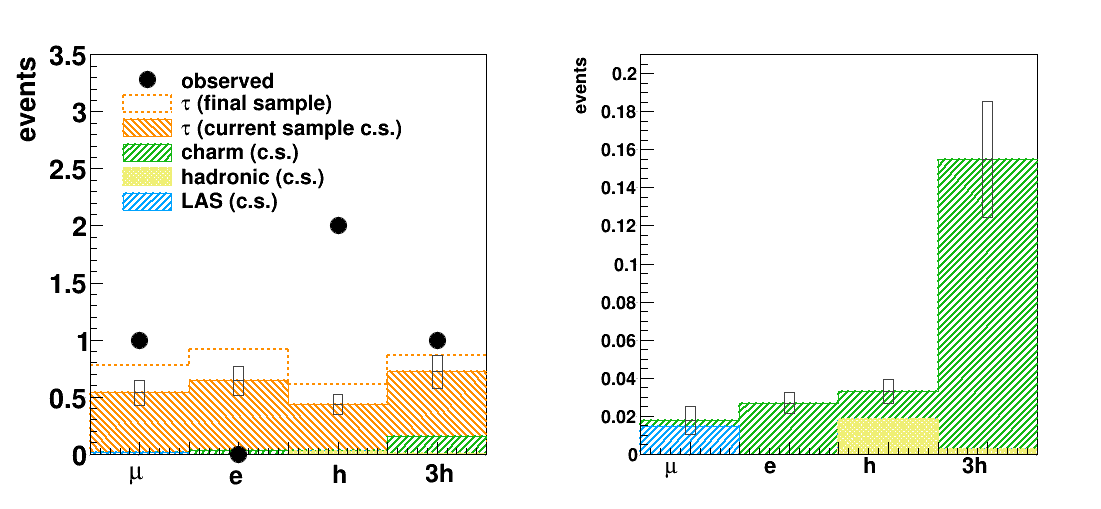 events
3.5
3
2.5
2
1.5
1
0.5
0
observed
τ (final sample)
τ (current sample c.s.)
charm (c.s.)
hadronic (c.s.)
LAS (c.s.)
μ e h 3h
events
0.2
0.18
0.16
0.14
0.12
0.1
0.08
0.06
0.04
0.02
0
μ e h 3h